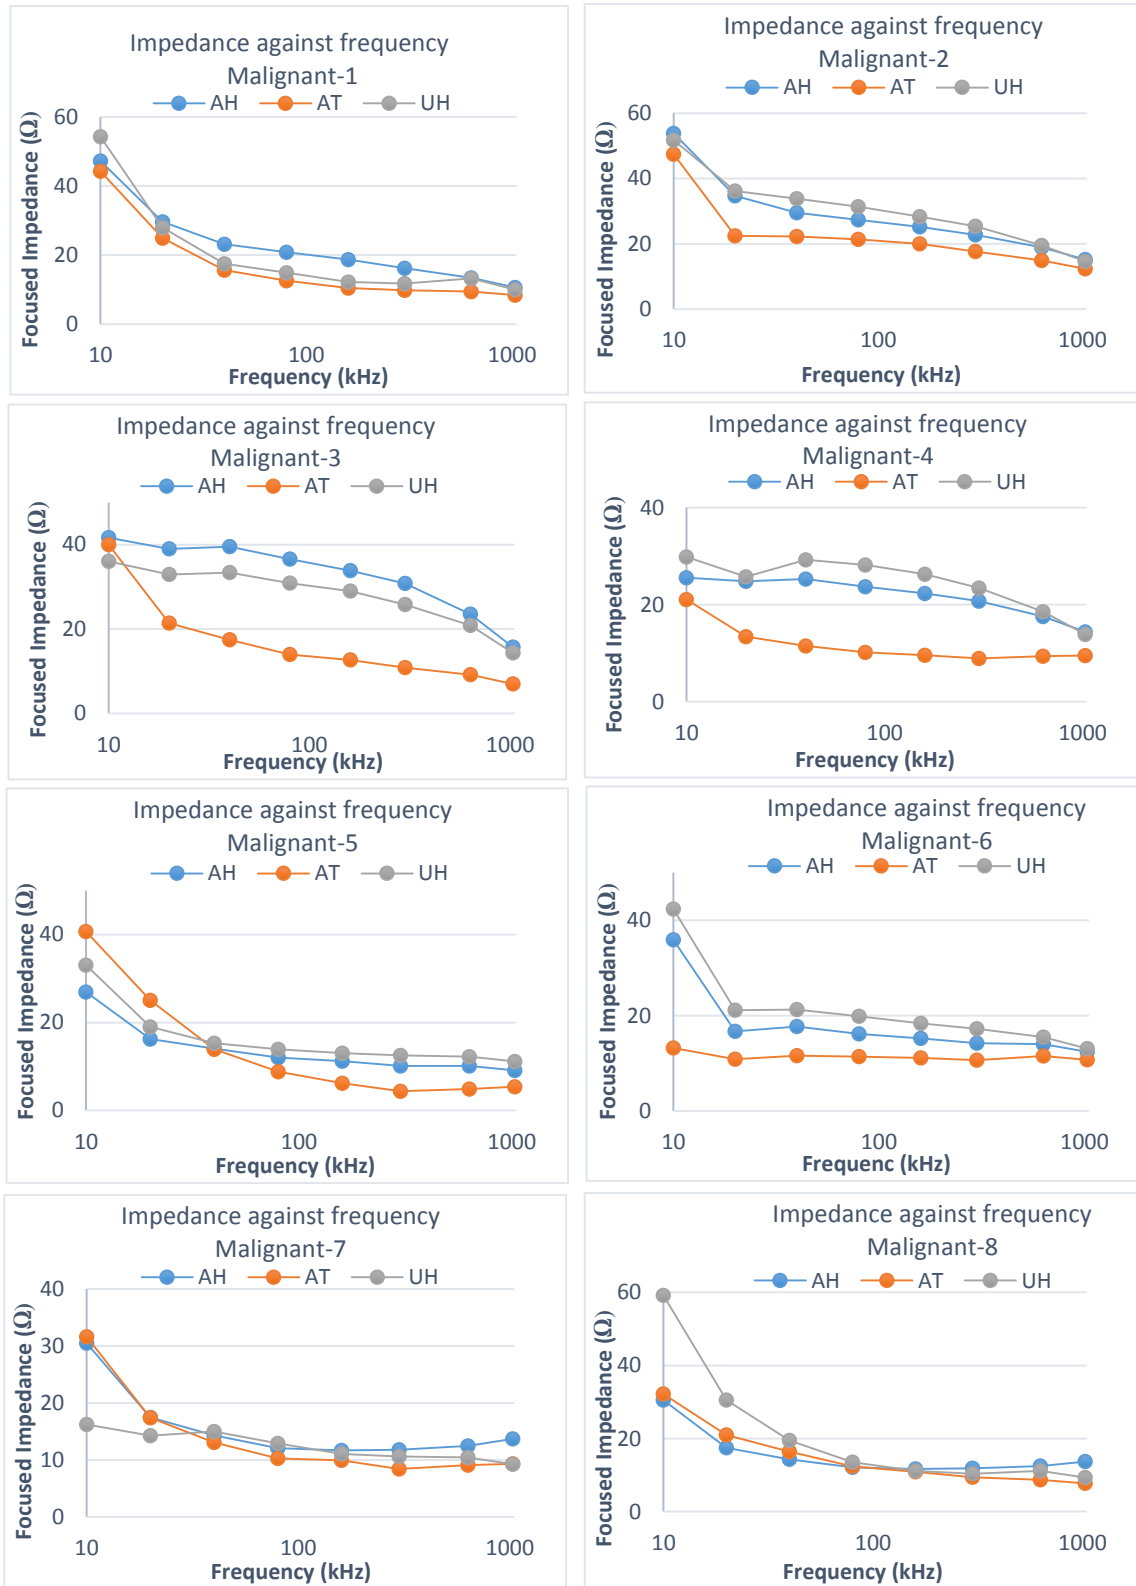 Impedance against frequency
Malignant-1
AH AT UH
Focused Impedance (Ω)
60
40
20
0
10 100 1000
Frequency (kHz)
Impedance against frequency
Malignant-2
AH AT UH
Focused Impedance (Ω)
60
40
20
0
10 100 1000
Frequency (kHz)
Impedance against frequency
Malignant-3
AH AT UH
Focused Impedance (Ω)
40
20
0
10 100 1000
Frequency (kHz)
Impedance against frequency
Malignant-4
AH AT UH
Focused Impedance (Ω)
40
20
0
10 100 1000
Frequency (kHz)
Impedance against frequency
Malignant-5
AH AT UH
Focused Impedance (Ω)
40
20
0
10 100 1000
Frequency (kHz)
Impedance against frequency
Malignant-6
AH AT UH
Focused Impedance (Ω)
40
20
0
10 100 1000
Frequenc (kHz)
Impedance against frequency
Malignant-7
AH AT UH
Focused Impedance (Ω)
40
30
20
10
0
10 100 1000
Frequency (kHz)
Impedance against frequency
Malignant-8
AH AT UH
Focused Impedance (Ω)
60
40
20
0
10 100 1000
Frequency (kHz)